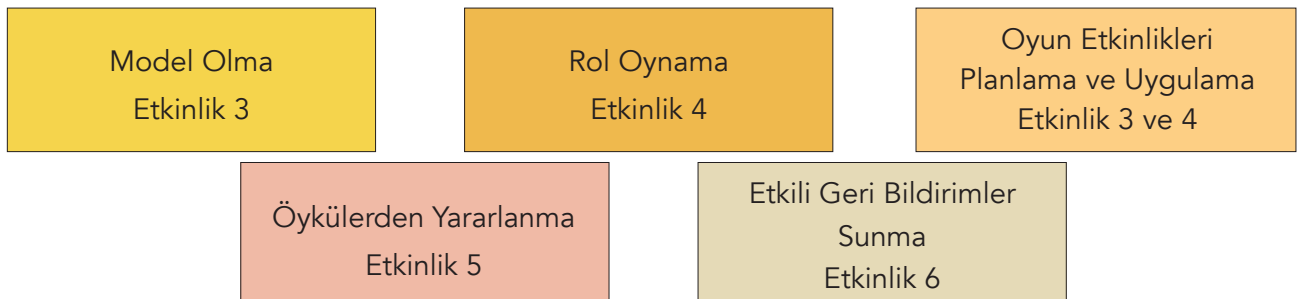 Model Olma
Etkinlik 3
Rol Oynama
Etkinlik 4
Oyun Etkinlikleri
Planlama ve Uygulama
Etkinlik 3 ve 4
Öykülerden Yararlanma
Etkinlik 5
Etkili Geri Bildirimler
Sunma
Etkinlik 6